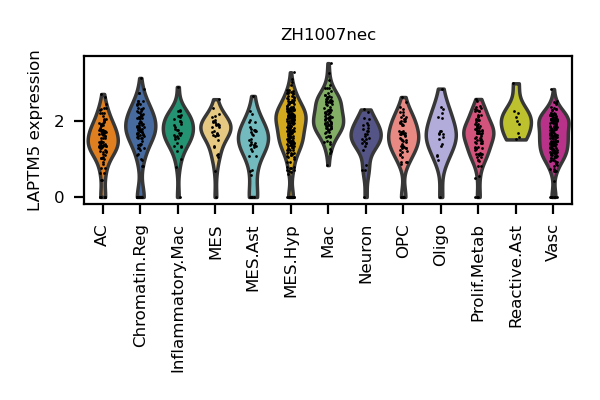 ZH1007nec
LAPTM5 expression
2
0
AC
Chromatin.Reg
Inflammatory.Mac
MES
MES.Ast
MES.Hyp
Mac
Neuron
OPC
Oligo
Prolif.Metab
Reactive.Ast
Vasc